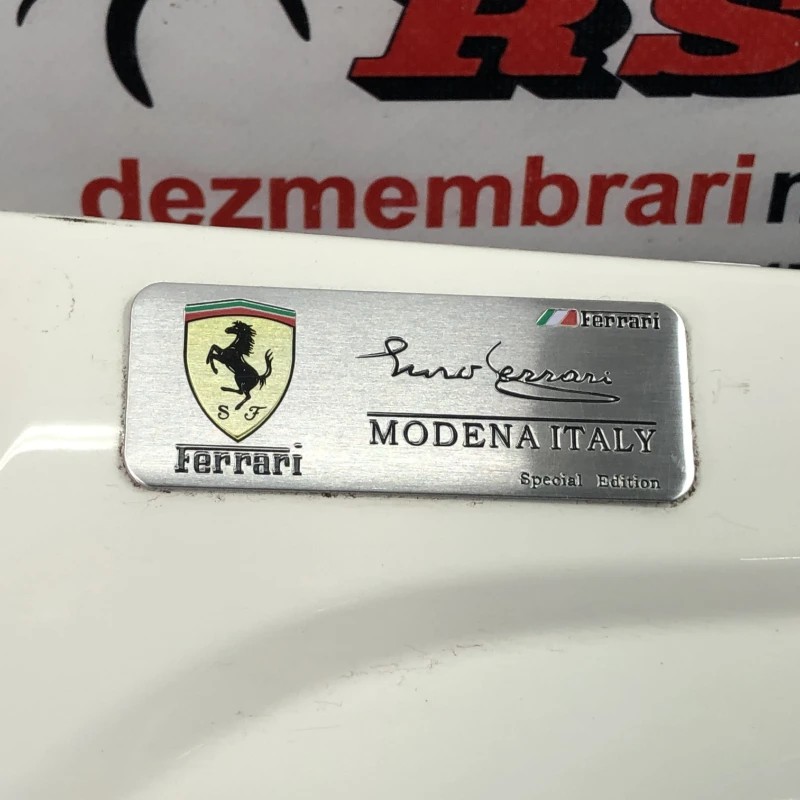 RS
dezmembrari
Ferrari
Enzo Ferrari
MODENA ITALY
Special Edition
S F
Ferrari